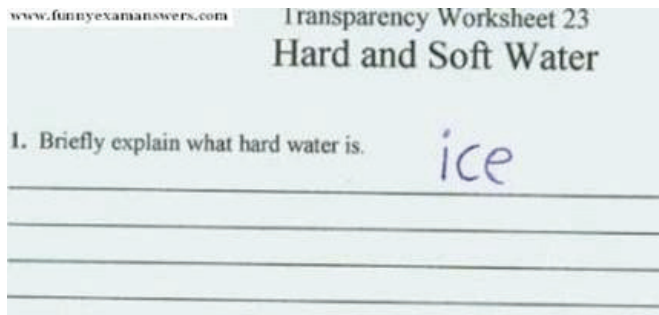 www.funnyexamanswers.com
Transparency Worksheet 23
Hard and Soft Water
1. Briefly explain what hard water is. ice